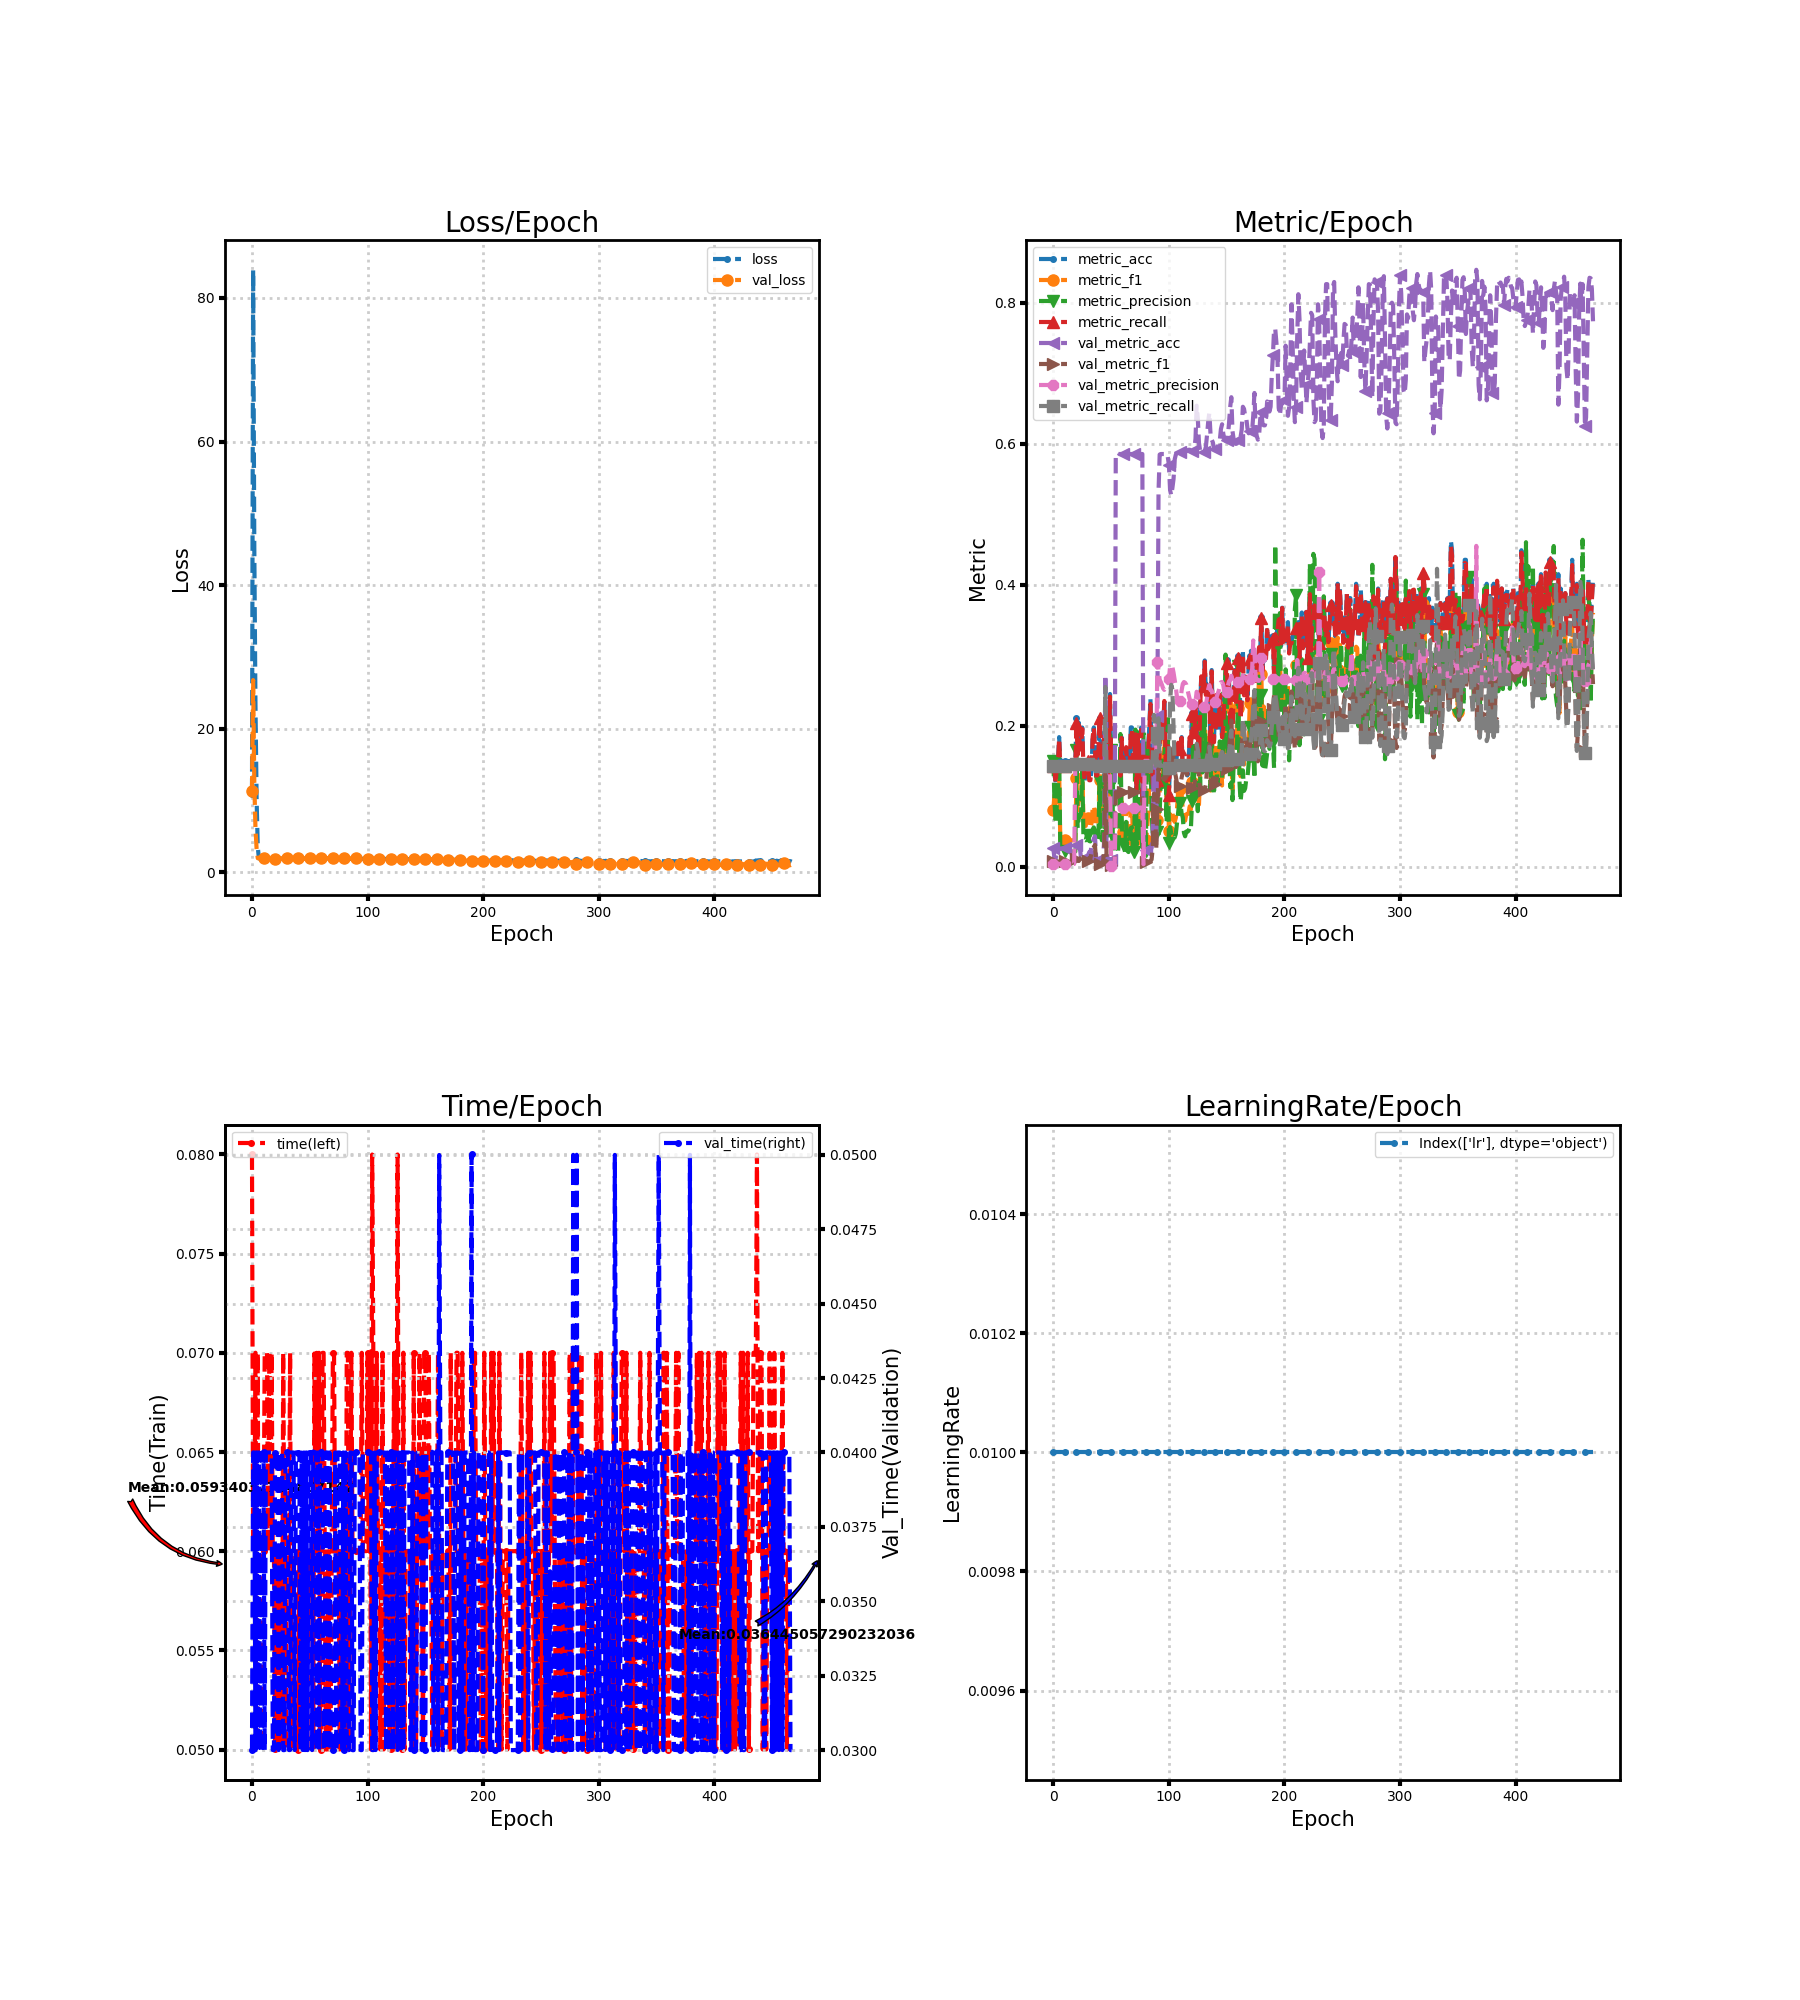 Loss/Epoch
loss
val_loss
80
60
40
20
0
Loss
0
100
200
300
400
Epoch
Metric/Epoch
metric_acc
metric_f1
metric_precision
metric_recall
val_metric_acc
val_metric_f1
val_metric_precision
val_metric_recall
0.8
0.6
0.4
0.2
0.0
Metric
0
100
200
300
400
Epoch
Time/Epoch
time(left)
val_time(right)
0.080
0.075
0.070
0.065
0.060
0.055
0.050
Time(Train)
0.0500
0.0475
0.0450
0.0425
0.0400
0.0375
0.0350
0.0325
0.0300
Val_Time(Validation)
Mean:0.036445057290232036
0
100
200
300
400
Epoch
LearningRate/Epoch
Index(['lr'], dtype='object')
0.0104
0.0102
0.0100
0.0098
0.0096
LearningRate
0
100
200
300
400
Epoch